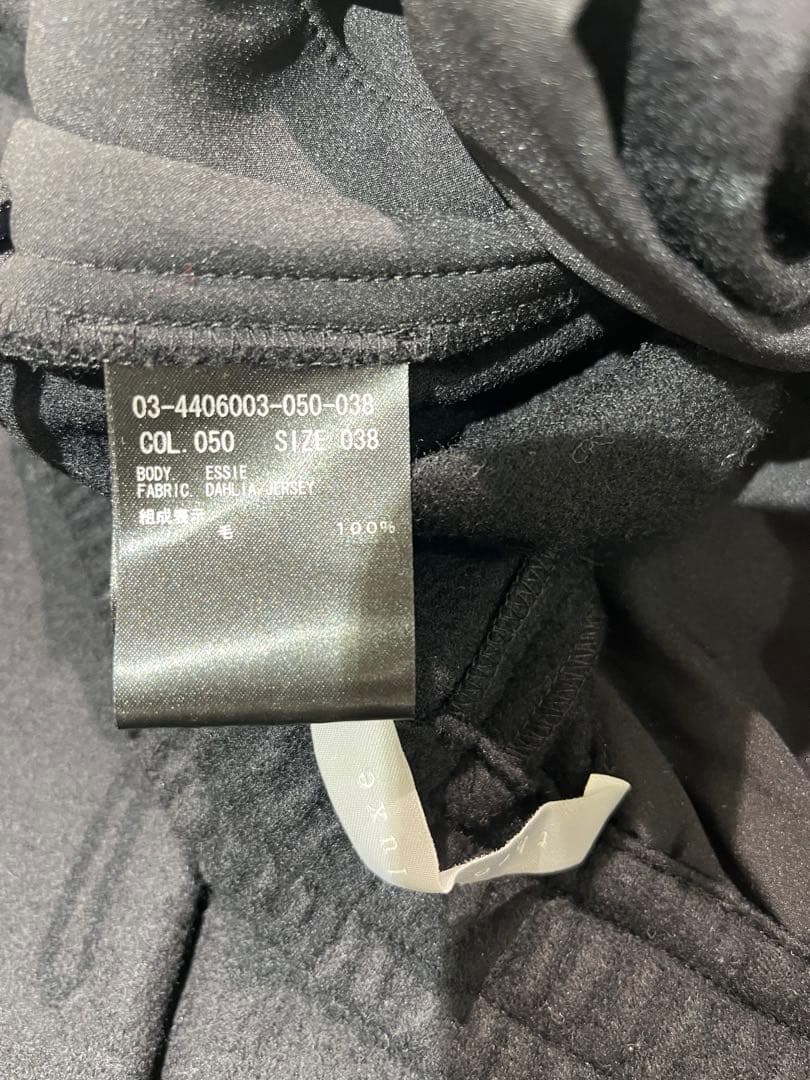 03-4406003-050-038
COL. 050 SIZE 038
BODY ESSIE
FABRIC DAHLIA JERSEY
組成表示
毛 100%